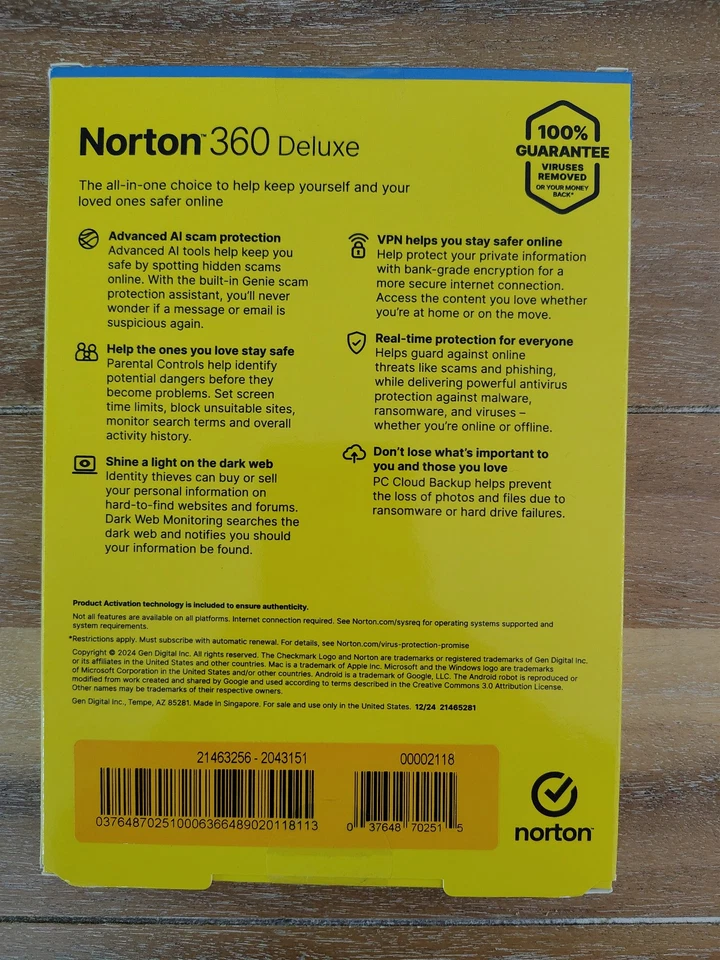 Norton™ 360 Deluxe
100%
GUARANTEE
VIRUSES
REMOVED
OR YOUR MONEY
BACK*
The all-in-one choice to help keep yourself and your
loved ones safer online
Advanced AI scam protection
Advanced AI tools help keep you
safe by spotting hidden scams
online. With the built-in Genie scam
protection assistant, you'll never
wonder if a message or email is
suspicious again.
Help the ones you love stay safe
Parental Controls help identify
potential dangers before they
become problems. Set screen
time limits, block unsuitable sites,
monitor search terms and overall
activity history.
Shine a light on the dark web
Identity thieves can buy or sell
your personal information on
hard-to-find websites and forums.
Dark Web Monitoring searches the
dark web and notifies you should
your information be found.
VPN helps you stay safer online
Help protect your private information
with bank-grade encryption for a
more secure internet connection.
Access the content you love whether
you're at home or on the move.
Real-time protection for everyone
Helps guard against online
threats like scams and phishing,
while delivering powerful antivirus
protection against malware,
ransomware, and viruses –
whether you're online or offline.
Don't lose what's important to
you and those you love
PC Cloud Backup helps prevent
the loss of photos and files due to
ransomware or hard drive failures.
Product Activation technology is included to ensure authenticity.
Not all features are available on all platforms. Internet connection required. See Norton.com/sysreq for operating systems supported and
system requirements.
*Restrictions apply. Must subscribe with automatic renewal. For details, see Norton.com/virus-protection-promise
Copyright © 2024 Gen Digital Inc. All rights reserved. The Checkmark Logo and Norton are trademarks or registered trademarks of Gen Digital Inc.
or its affiliates in the United States and other countries. Mac is a trademark of Apple Inc. Microsoft and the Windows logo are trademarks
of Microsoft Corporation in the United States and/or other countries. Android is a trademark of Google, LLC. The Android robot is reproduced or
modified from work created and shared by Google and used according to terms described in the Creative Commons 3.0 Attribution License.
Other names may be trademarks of their respective owners.
Gen Digital Inc., Tempe, AZ 85281. Made in Singapore. For sale and use only in the United States. 12/24 21465281
21463256 - 2043151
03764870251000636648902011 8113
00002118
0 37648 70251 5
norton